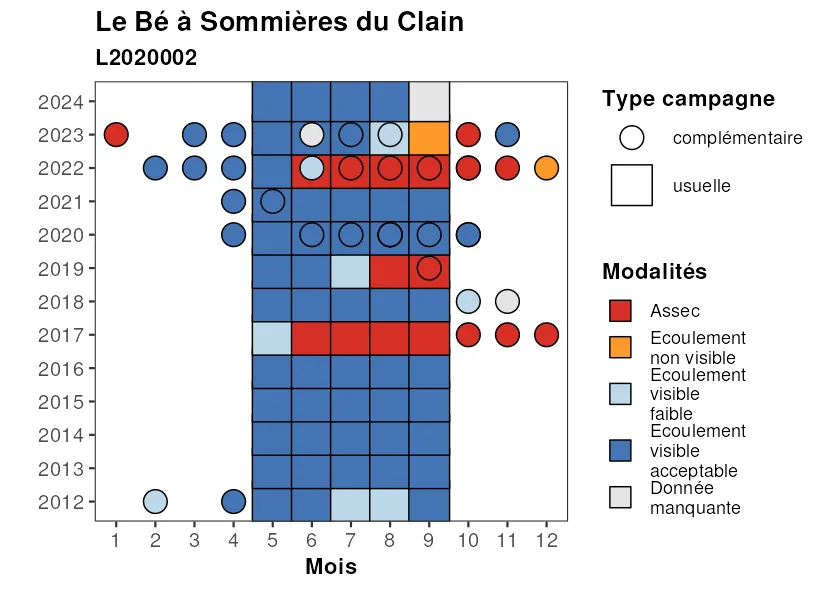 Le Bé à Sommières du Clain
L2020002
2024
2023
2022
2021
2020
2019
2018
2017
2016
2015
2014
2013
2012
1 2 3 4 5 6 7 8 9 10 11 12
Mois
Type campagne
complémentaire
usuelle
Modalités
Assec
Ecoulement
non visible
Ecoulement
visible
faible
Ecoulement
visible
acceptable
Donnée
manquante